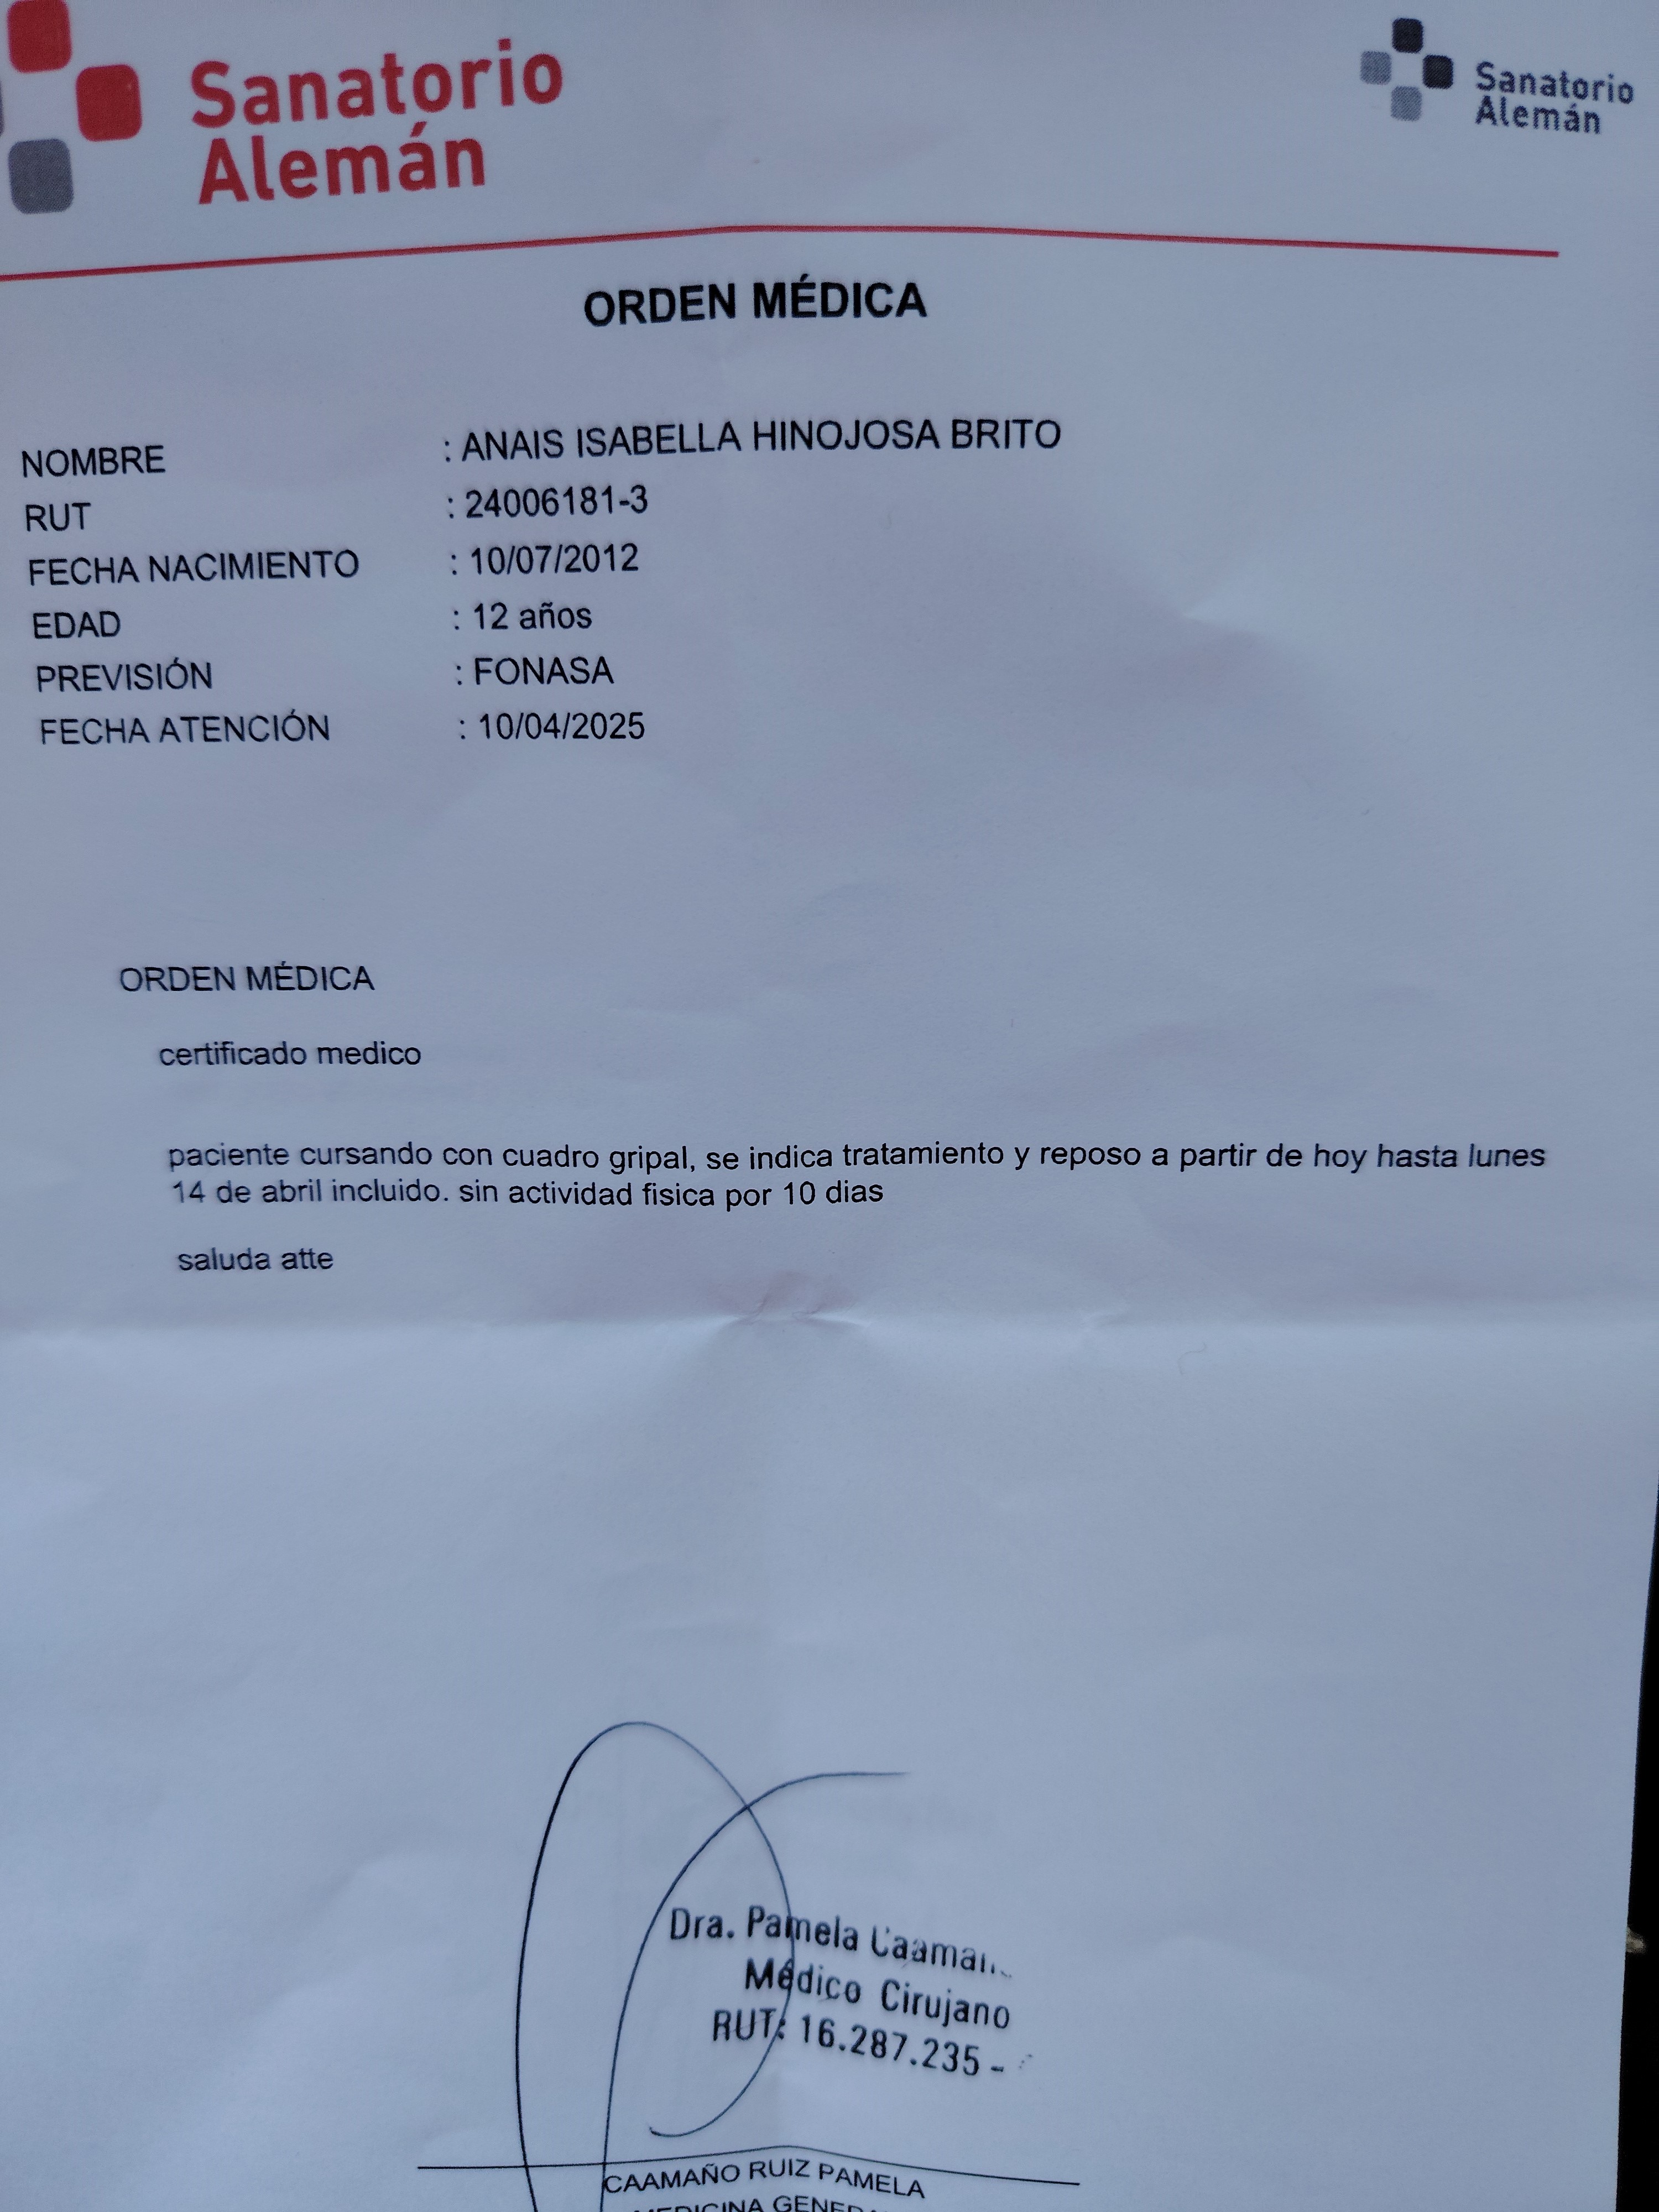 Sanatorio
Alemán
Sanatorio
Alemán
ORDEN MÉDICA
NOMBRE : ANAIS ISABELLA HINOJOSA BRITO
RUT : 24006181-3
FECHA NACIMIENTO : 10/07/2012
EDAD : 12 años
PREVISIÓN : FONASA
FECHA ATENCIÓN : 10/04/2025
ORDEN MÉDICA
certificado medico
paciente cursando con cuadro gripal, se indica tratamiento y reposo a partir de hoy hasta lunes
14 de abril incluido. sin actividad fisica por 10 dias
saluda atte
Dra. Pamela
Médico Cirujano
RUT: 16.287.235 -
CAAMAÑO RUIZ PAMELA
MEDICINA